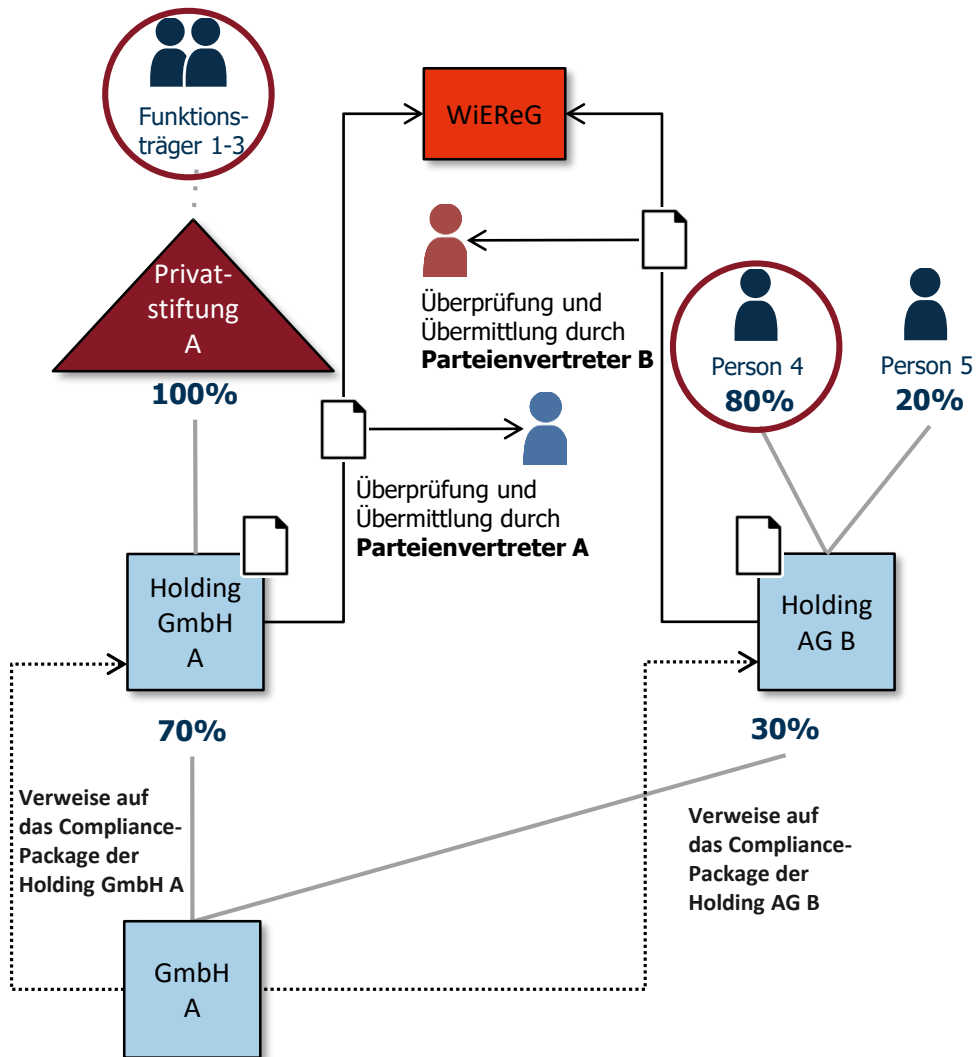 Funktions-
träger 1-3
WiEReG
Privat-
stiftung
A
100%
Überprüfung und
Übermittlung durch
Parteienvertreter B
Person 4
80%
Person 5
20%
Überprüfung und
Übermittlung durch
Parteienvertreter A
Holding
GmbH
A
Holding
AG B
70%
30%
Verweise auf
das Compliance-
Package der
Holding GmbH A
Verweise auf
das Compliance-
Package der
Holding AG B
GmbH
A